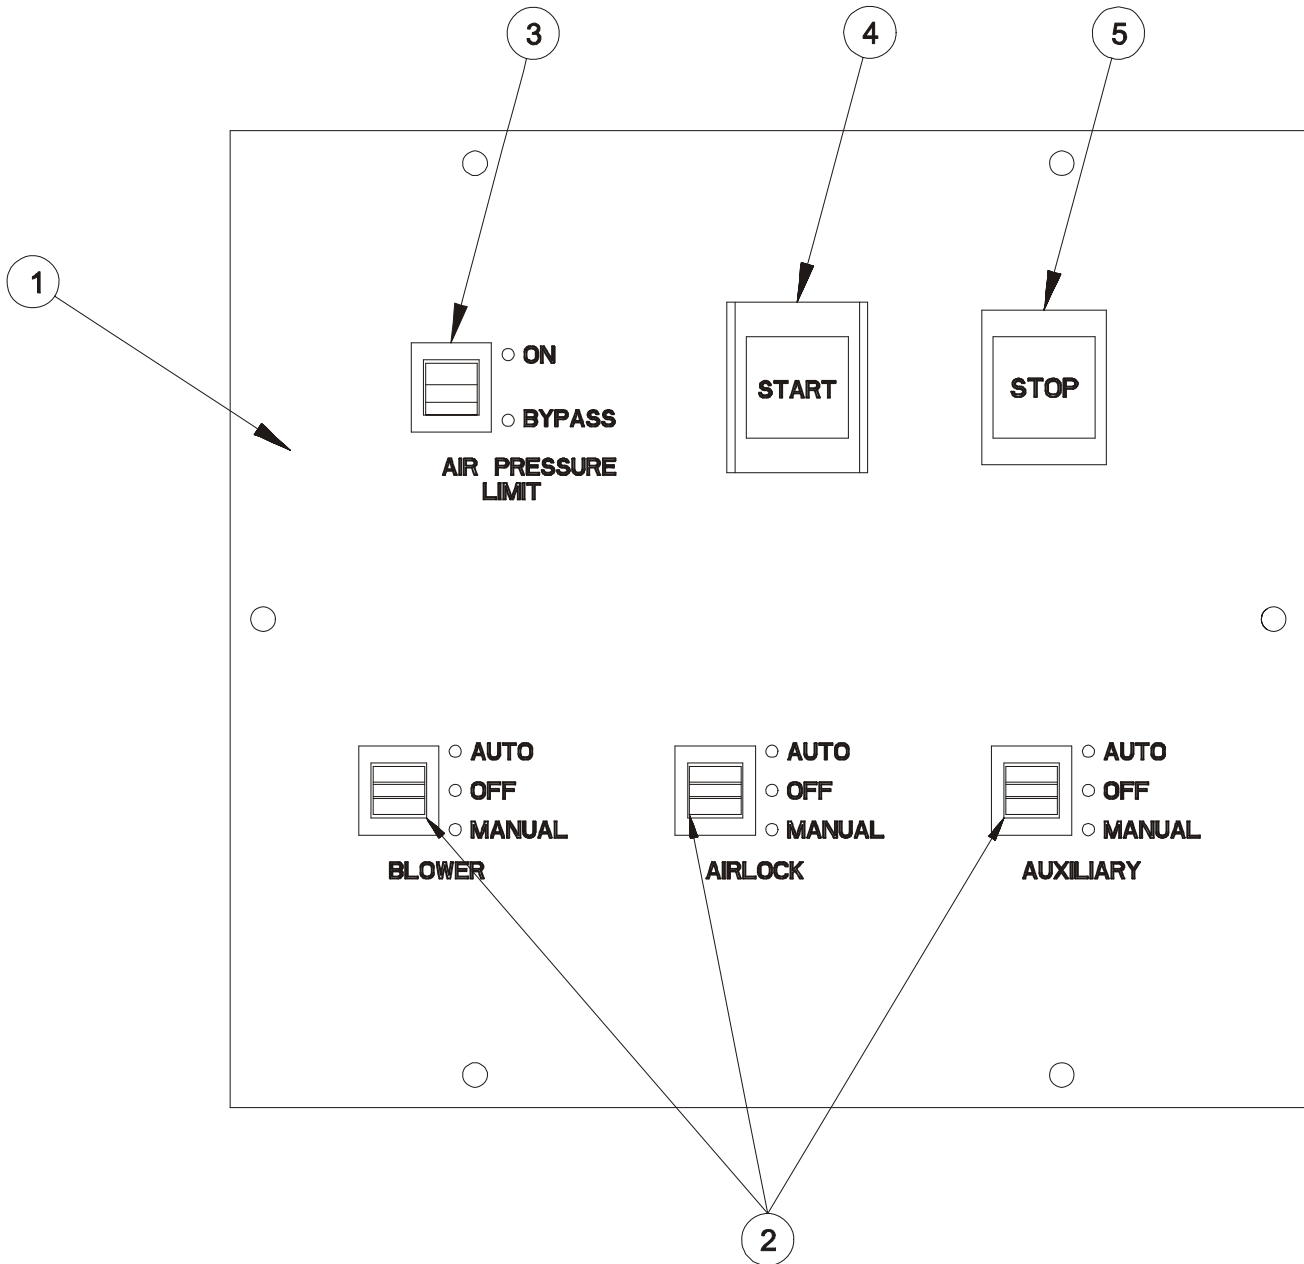 3 4 5
1
ON
START STOP
BYPASS
AIR PRESSURE
LIMIT
AUTO AUTO AUTO
OFF OFF OFF
MANUAL MANUAL MANUAL
BLOWER AIRLOCK AUXILIARY
2